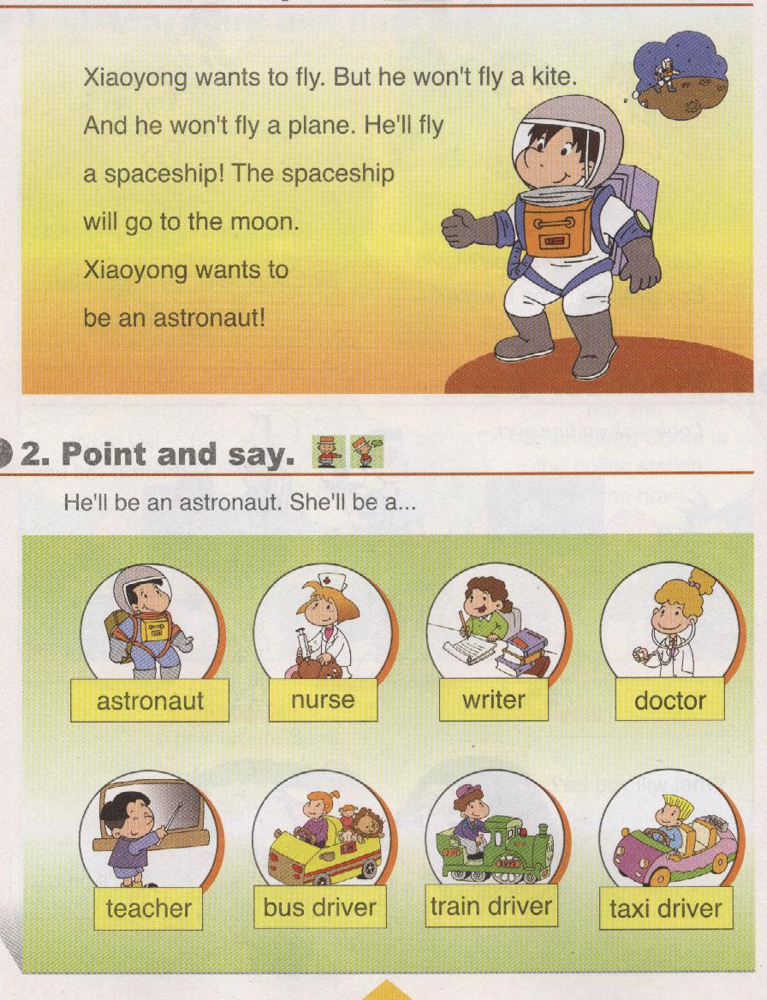 Xiaoyong wants to fly. But he won't fly a kite.
And he won't fly a plane. He'll fly
a spaceship! The spaceship
will go to the moon.
Xiaoyong wants to
be an astronaut!
2. Point and say.
He'll be an astronaut. She'll be a...
astronaut nurse writer doctor
teacher bus driver train driver taxi driver